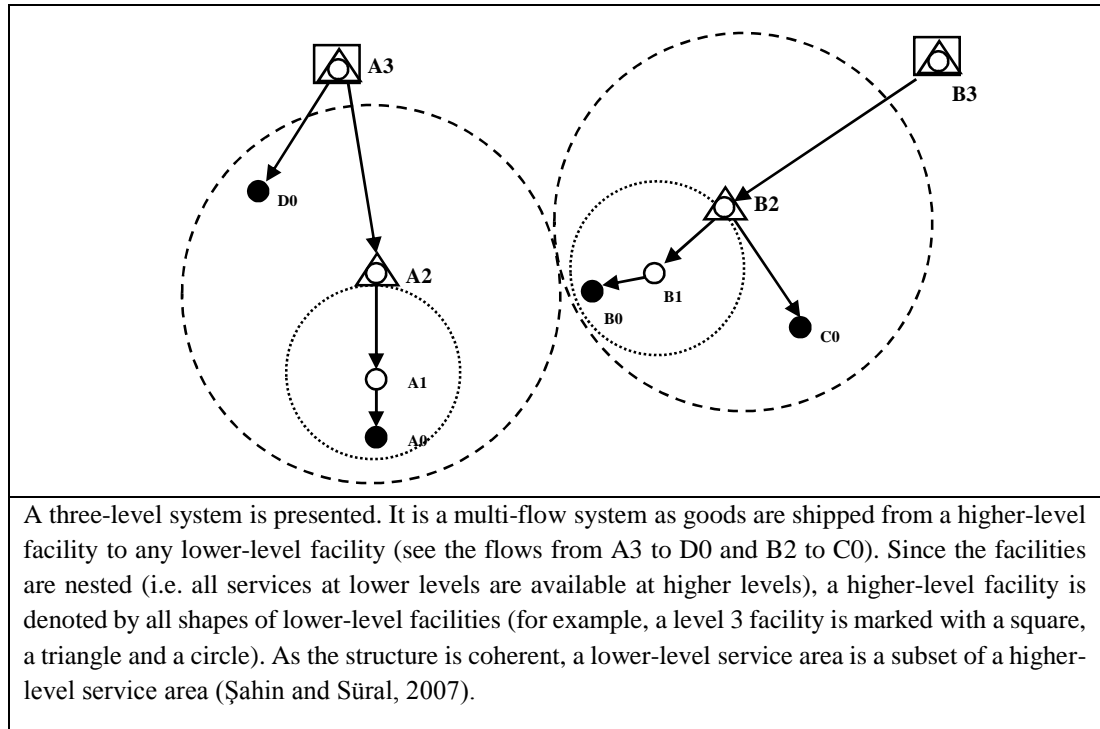 A3
B3
D0
B2
A2
B1
B0
C0
A1
A0
A three-level system is presented. It is a multi-flow system as goods are shipped from a higher-level
facility to any lower-level facility (see the flows from A3 to D0 and B2 to C0). Since the facilities
are nested (i.e. all services at lower levels are available at higher levels), a higher-level facility is
denoted by all shapes of lower-level facilities (for example, a level 3 facility is marked with a square,
a triangle and a circle). As the structure is coherent, a lower-level service area is a subset of a higher-
level service area (Şahin and Süral, 2007).